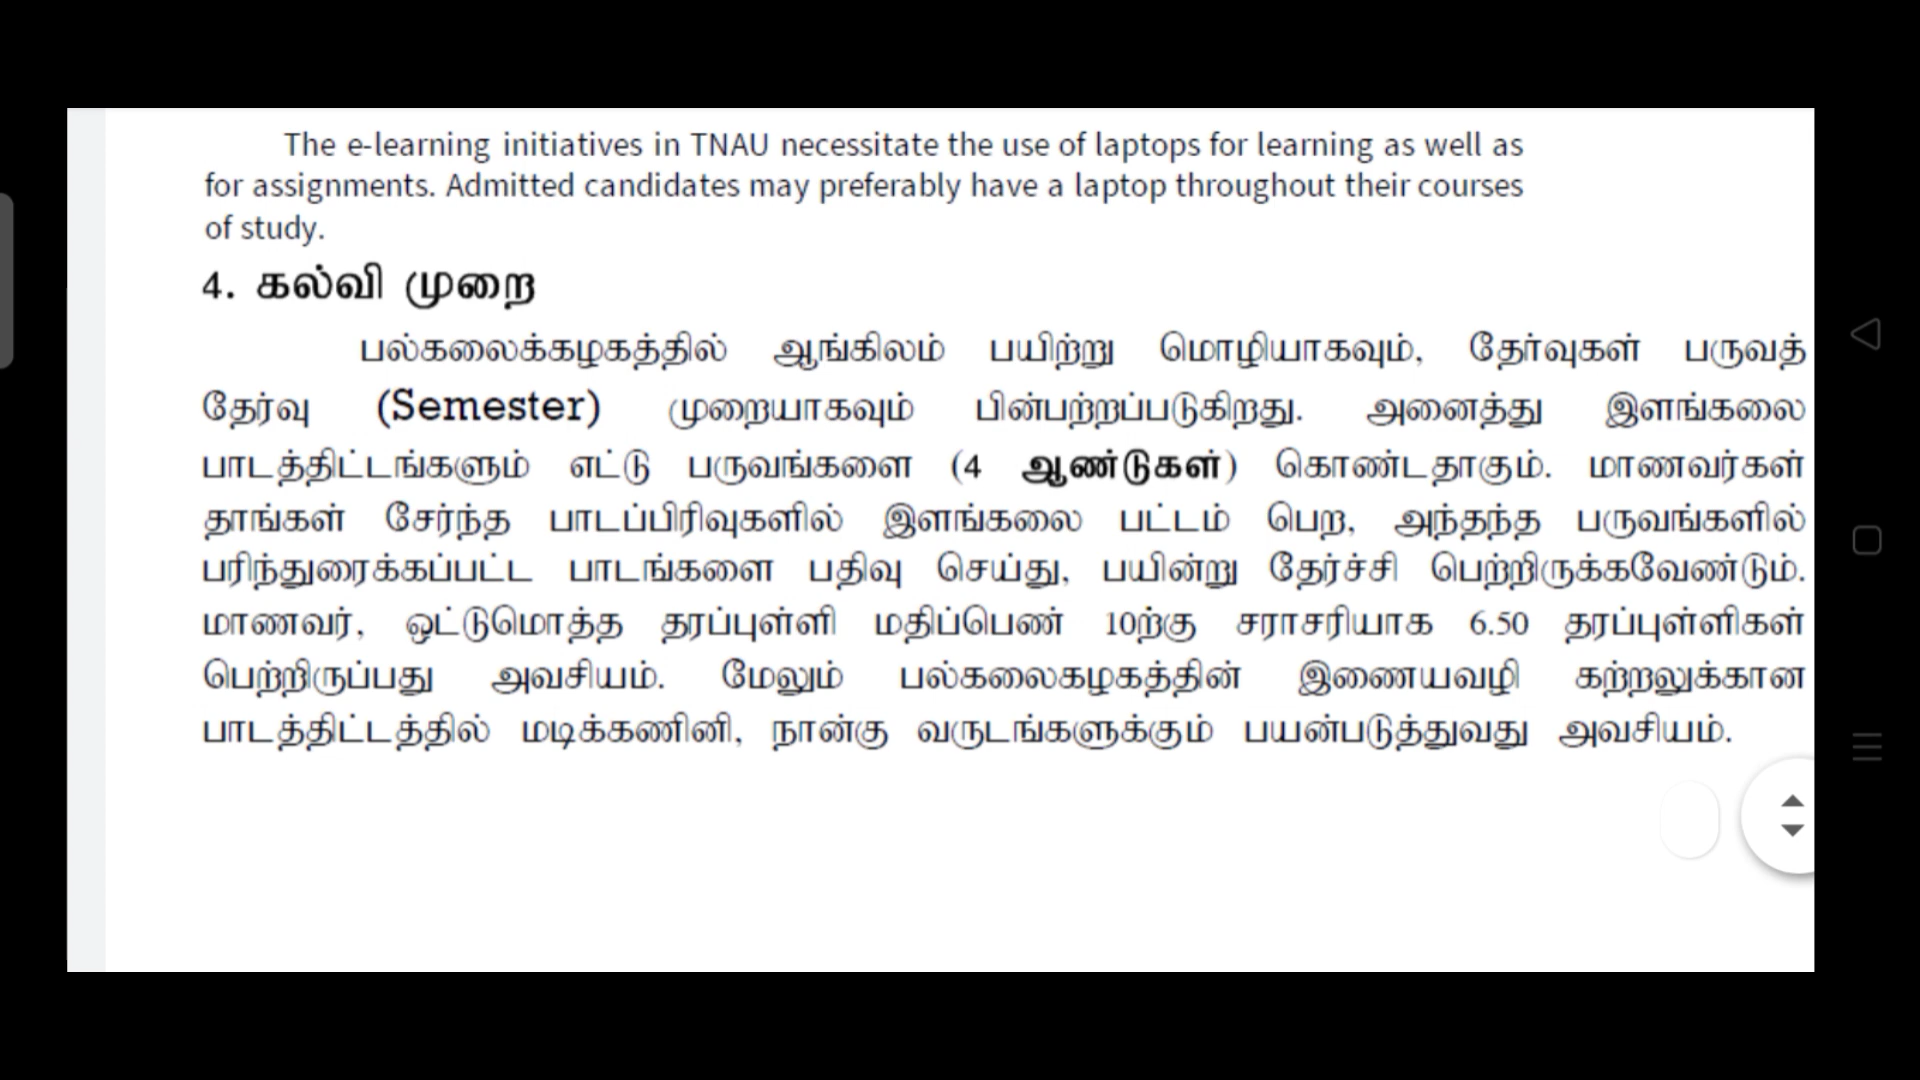 The e-learning initiatives in TNAU necessitate the use of laptops for learning as well as
for assignments. Admitted candidates may preferably have a laptop throughout their courses
of study.
4. கல்வி முறை
பல்கலைக்கழகத்தில் ஆங்கிலம் பயிற்று மொழியாகவும், தேர்வுகள் பருவத்
தேர்வு (Semester) முறையாகவும் பின்பற்றப்படுகிறது. அனைத்து இளங்கலை
பாடத்திட்டங்களும் எட்டு பருவங்களை (4 ஆண்டுகள்) கொண்டதாகும். மாணவர்கள்
தாங்கள் சேர்ந்த பாடப்பிரிவுகளில் இளங்கலை பட்டம் பெற, அந்தந்த பருவங்களில்
பரிந்துரைக்கப்பட்ட பாடங்களை பதிவு செய்து, பயின்று தேர்ச்சி பெற்றிருக்கவேண்டும்.
மாணவர், ஒட்டுமொத்த தரப்புள்ளி மதிப்பெண் 10ற்கு சராசரியாக 6.50 தரப்புள்ளிகள்
பெற்றிருப்பது அவசியம். மேலும் பல்கலைகழகத்தின் இணையவழி கற்றலுக்கான
பாடத்திட்டத்தில் மடிக்கணினி, நான்கு வருடங்களுக்கும் பயன்படுத்துவது அவசியம்.